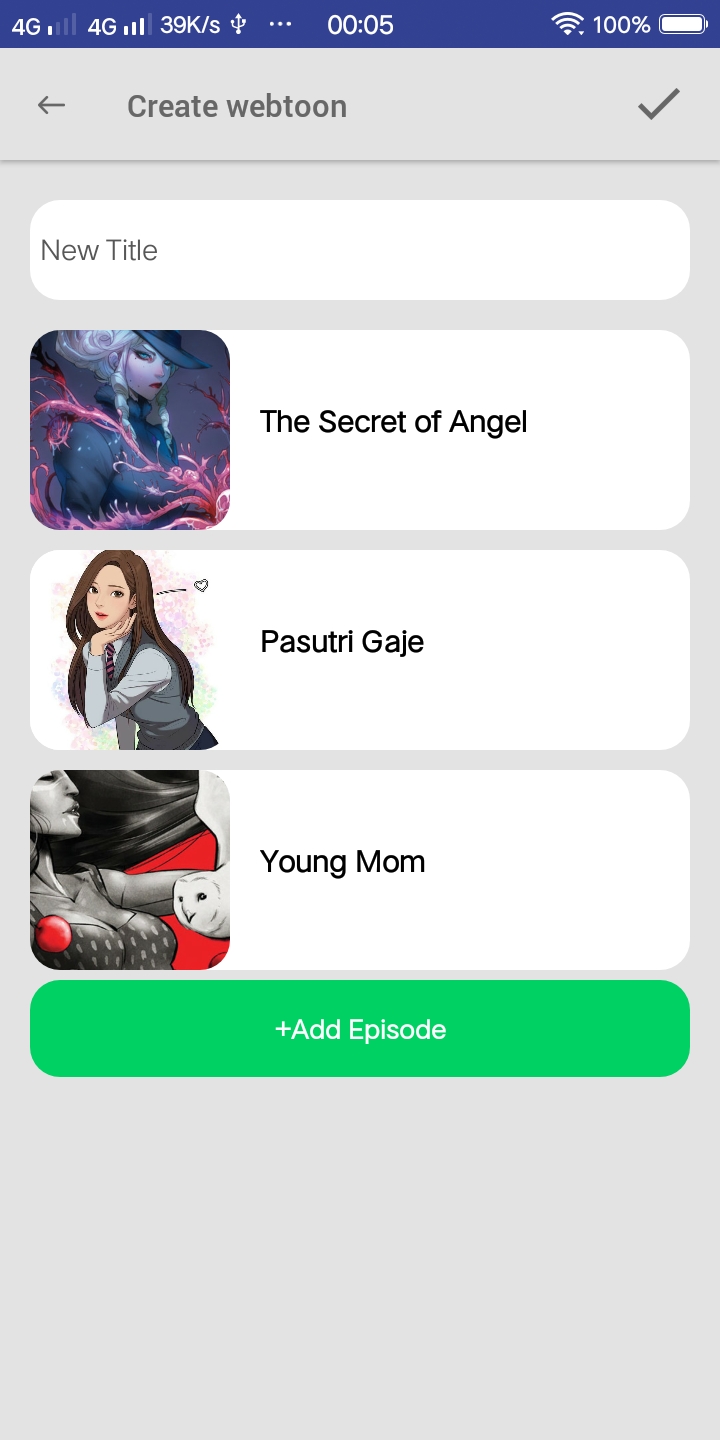 4G 4G 39K/s ... 00:05 100%
Create webtoon
New Title
The Secret of Angel
Pasutri Gaje
Young Mom
+Add Episode